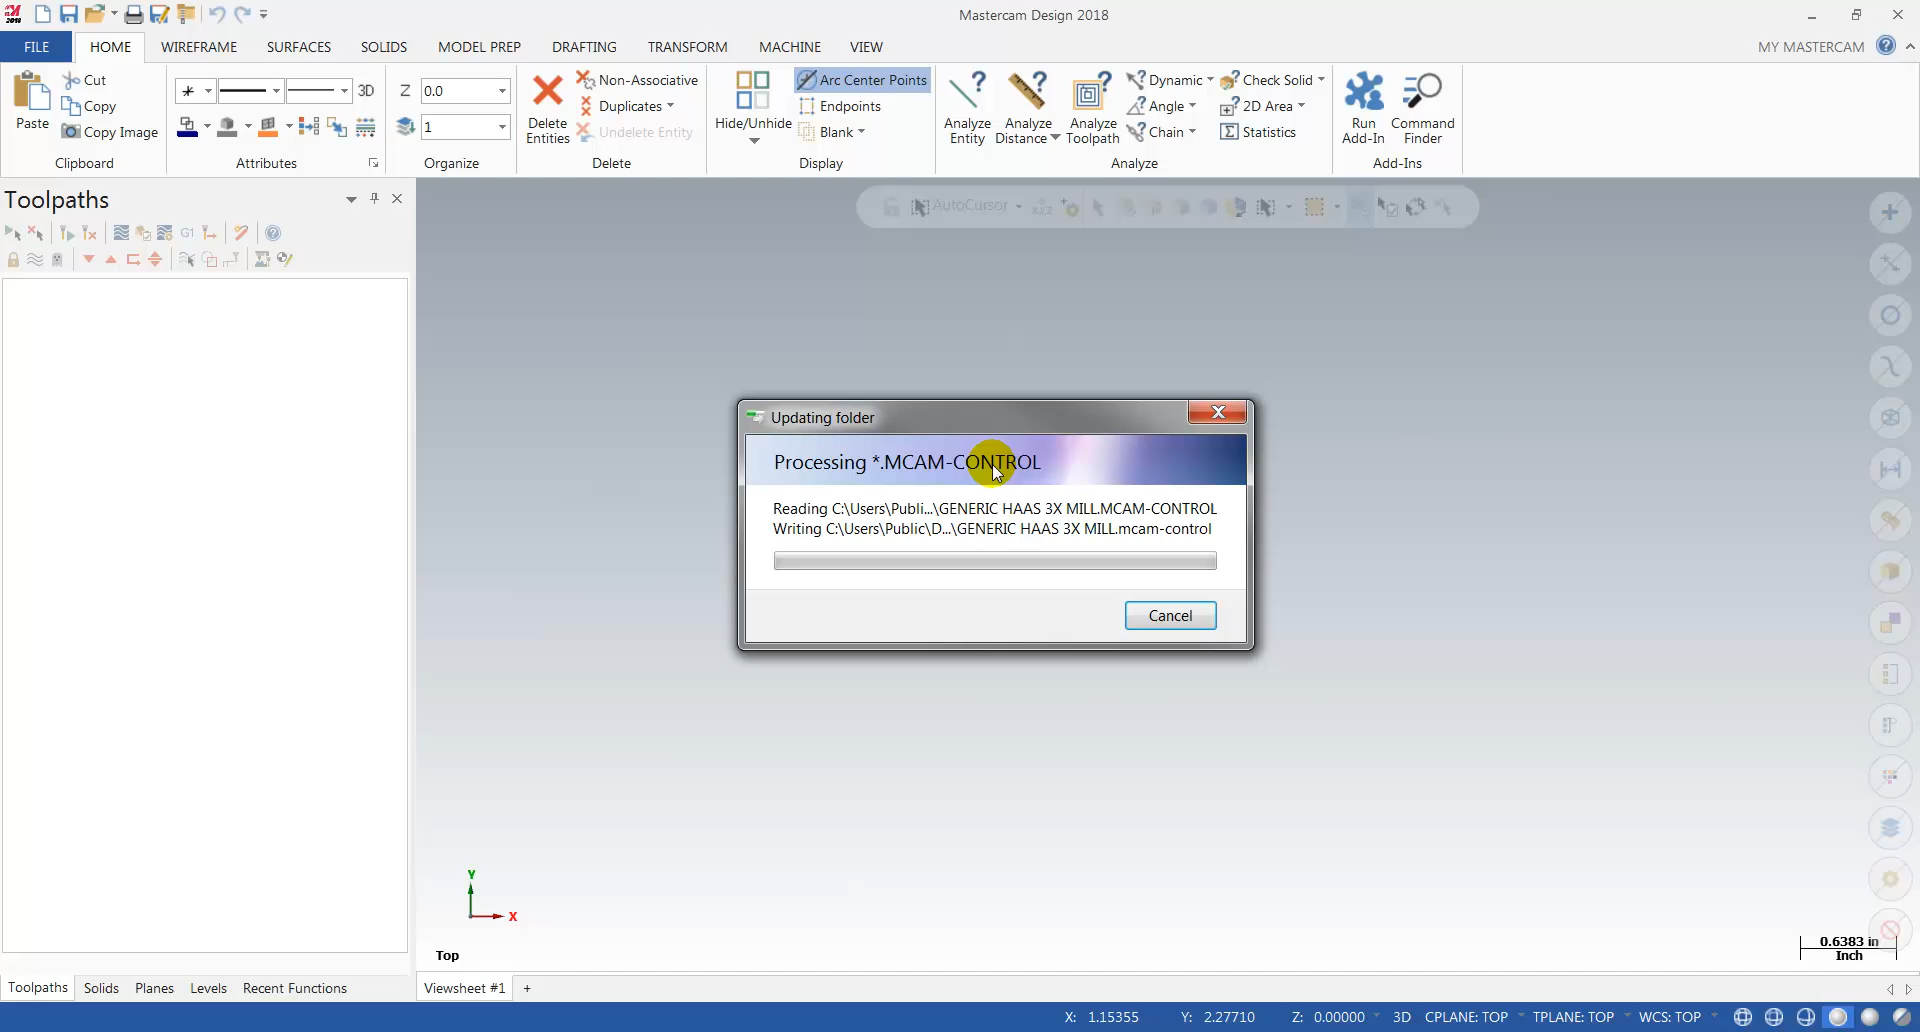 2018
Mastercam Design 2018
FILE HOME WIREFRAME SURFACES SOLIDS MODEL PREP DRAFTING TRANSFORM MACHINE VIEW MY MASTERCAM
Paste
Cut
Copy
Copy Image
Clipboard
3D
Attributes
Z 0.0
1
Organize
Delete
Entities
Non-Associative
Duplicates
Undelete Entity
Delete
Hide/Unhide
Arc Center Points
Endpoints
Blank
Display
Analyze
Entity
Analyze
Distance
Analyze
Toolpath
Dynamic
Angle
Chain
Check Solid
2D Area
Statistics
Analyze
Run
Add-In
Command
Finder
Add-Ins
Toolpaths
G1
AutoCursor
Updating folder
Processing *.MCAM-CONTROL
Reading C:\Users\Publi...\GENERIC HAAS 3X MILL.MCAM-CONTROL
Writing C:\Users\Public\D...\GENERIC HAAS 3X MILL.mcam-control
Cancel
Y
X
Top
0.6383 in
Inch
Toolpaths Solids Planes Levels Recent Functions
Viewsheet #1 +
X: 1.15355 Y: 2.27710 Z: 0.00000 3D CPLANE: TOP TPLANE: TOP WCS: TOP